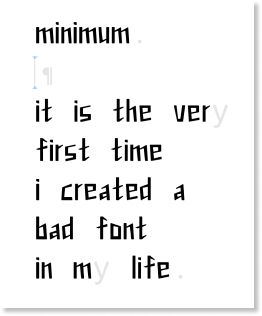 minimum.
¶
it is the very
first time
i created a
bad font
in my life.